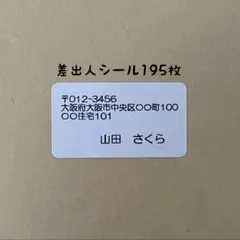 差出人シール195枚
〒012-3456
大阪府大阪市中央区〇〇町100
〇〇住宅101
山田 さくら